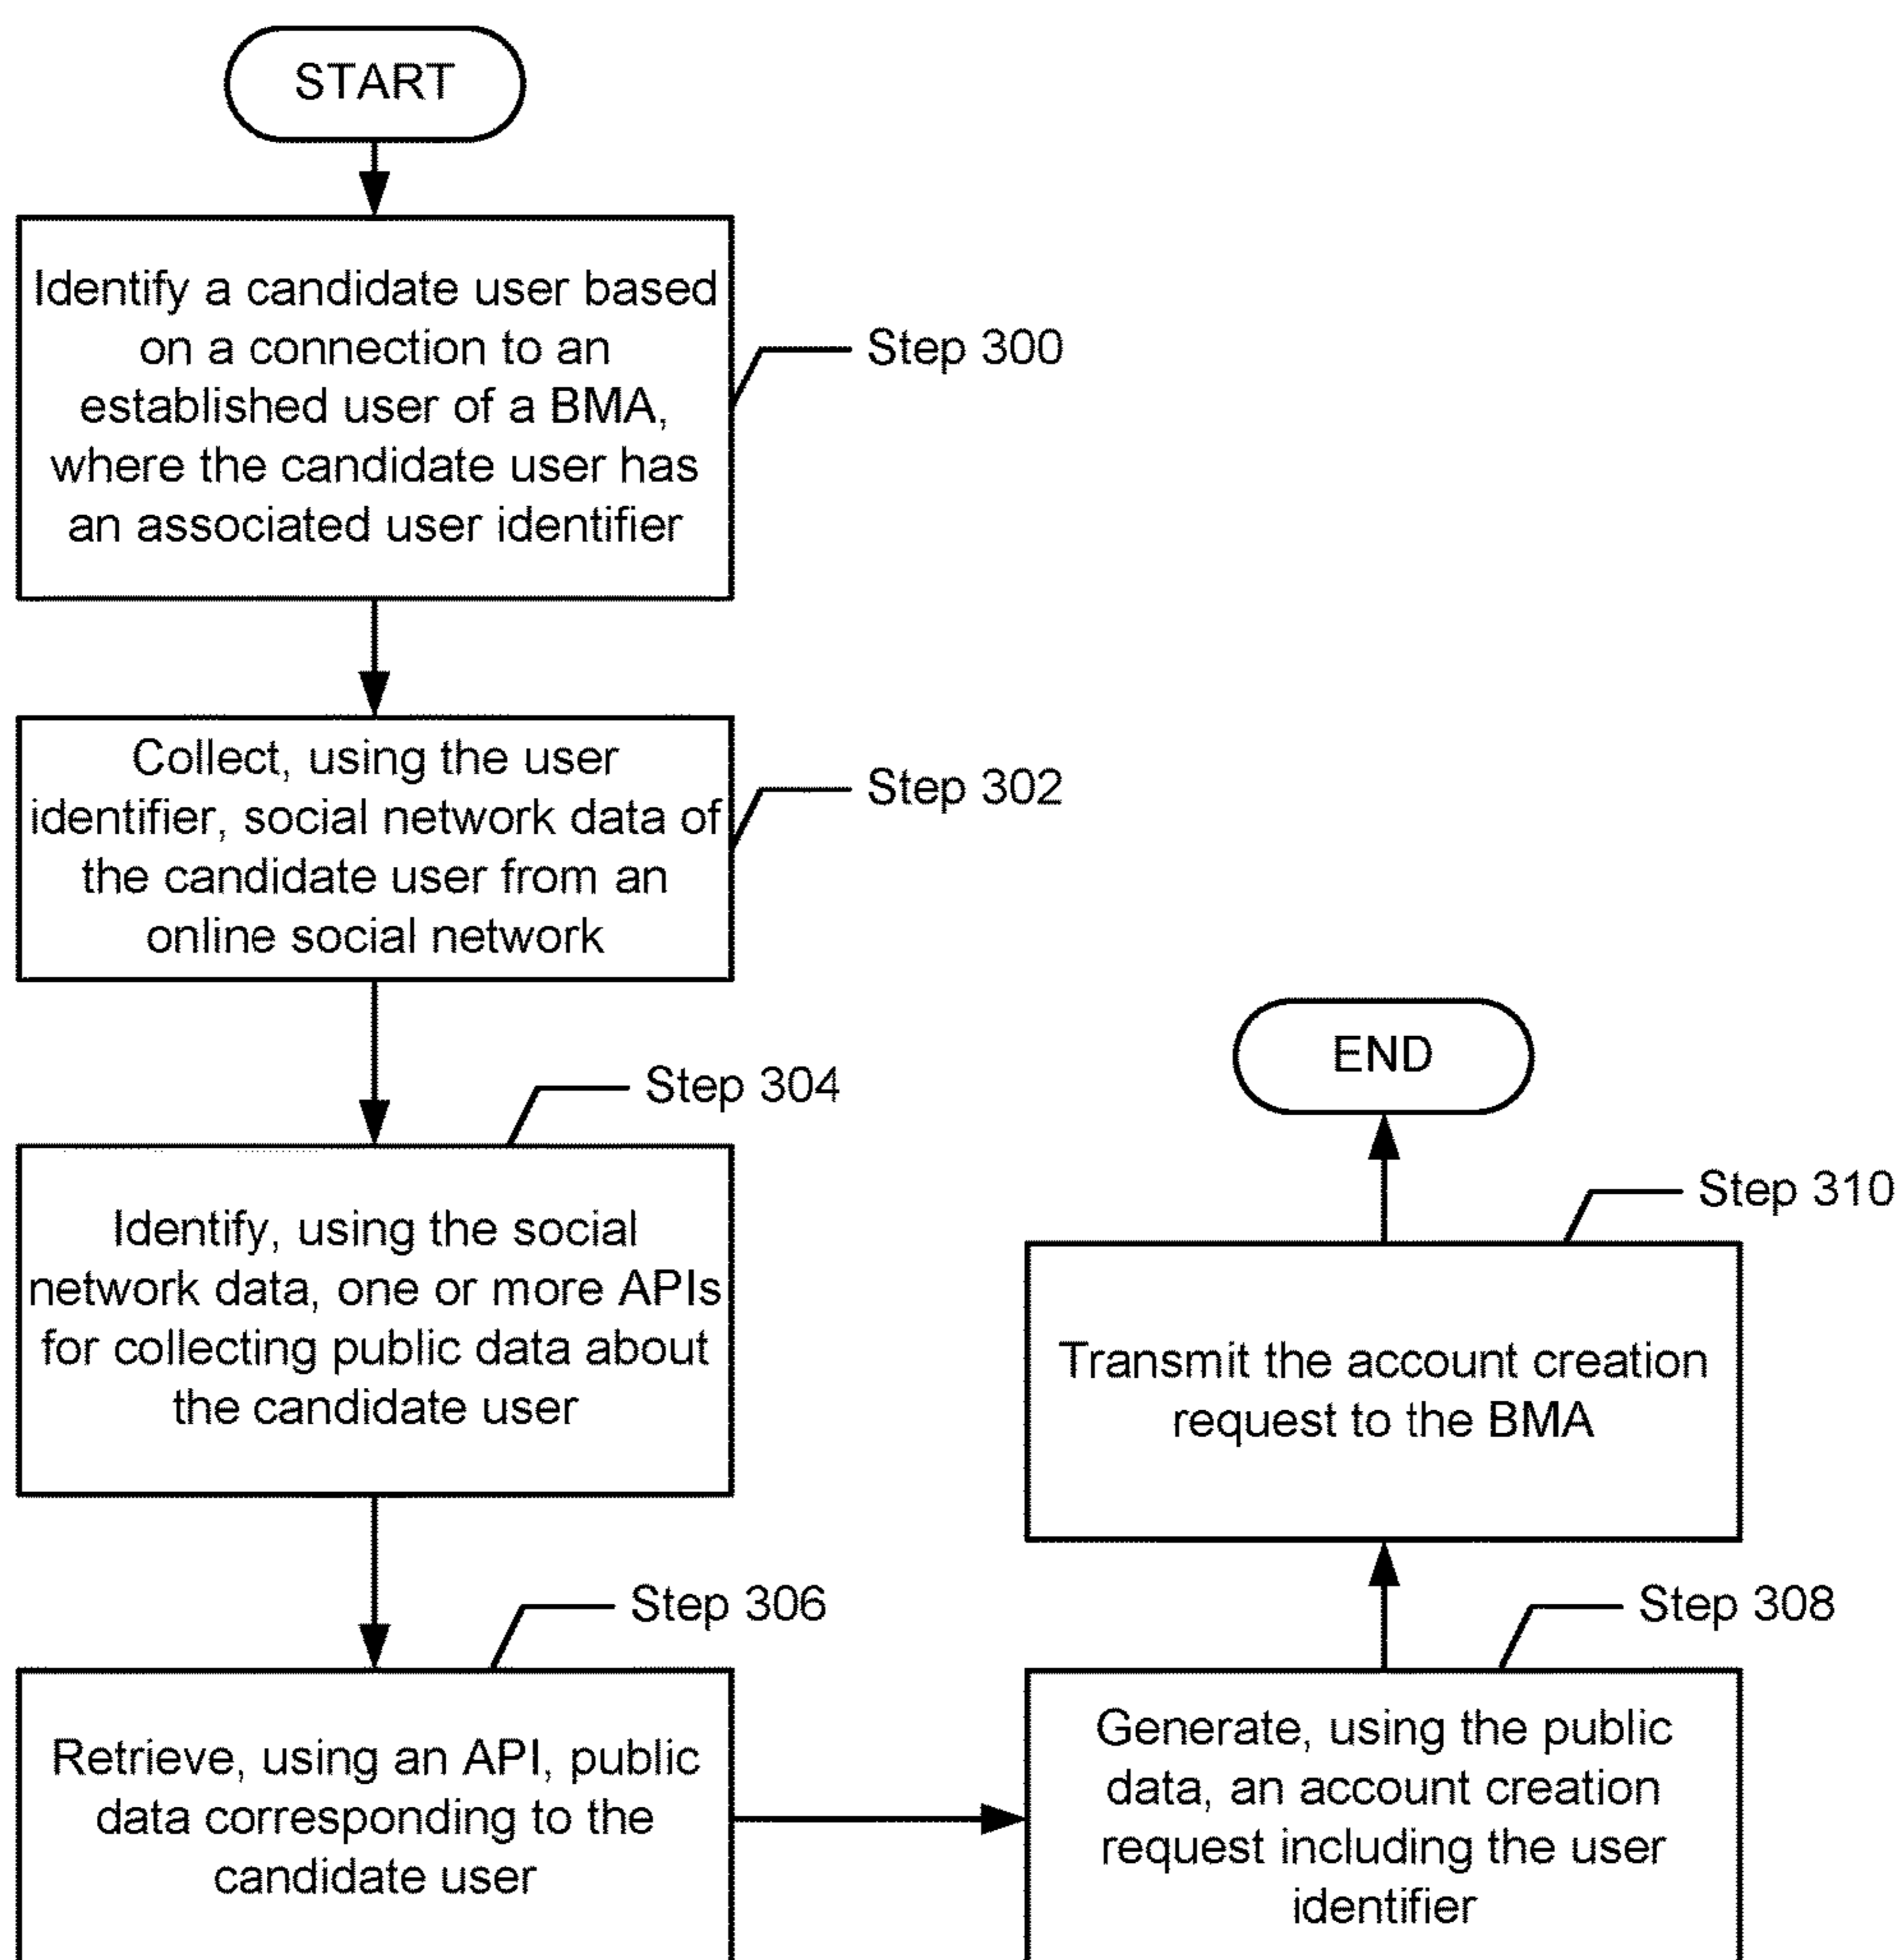 START
Identify a candidate user based
on a connection to an
established user of a BMA,
where the candidate user has
an associated user identifier
Step 300
Collect, using the user
identifier, social network data of
the candidate user from an
online social network
Step 302
Step 304
Identify, using the social
network data, one or more APIs
for collecting public data about
the candidate user
Step 306
Retrieve, using an API, public
data corresponding to the
candidate user
Step 308
Generate, using the public
data, an account creation
request including the user
identifier
Step 310
Transmit the account creation
request to the BMA
END